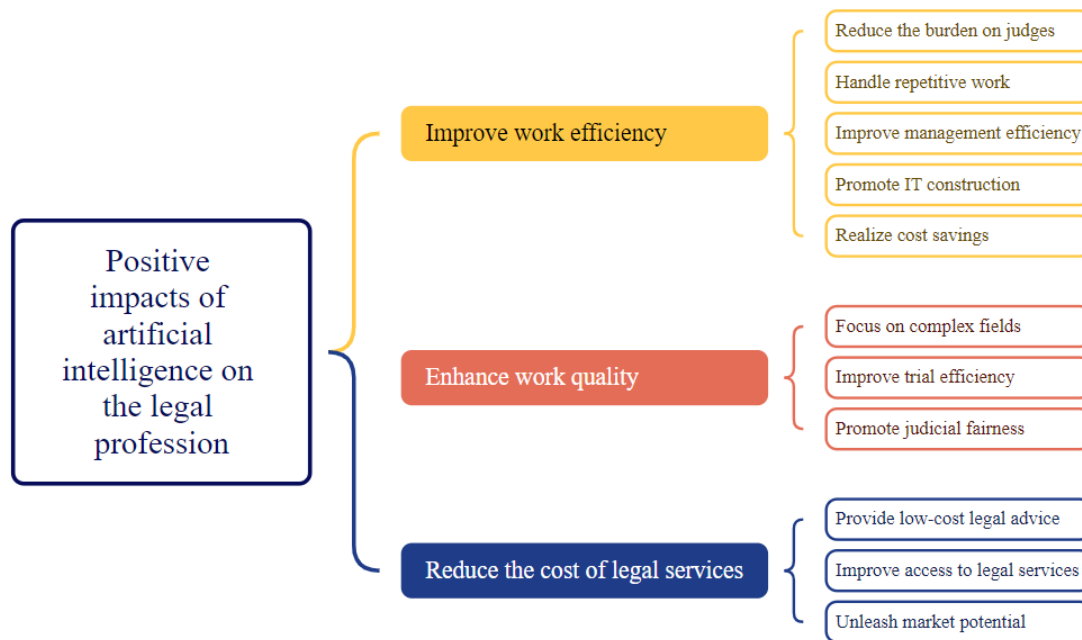 Positive
impacts of
artificial
intelligence on
the legal
profession
Improve work efficiency
Reduce the burden on judges
Handle repetitive work
Improve management efficiency
Promote IT construction
Realize cost savings
Enhance work quality
Focus on complex fields
Improve trial efficiency
Promote judicial fairness
Reduce the cost of legal services
Provide low-cost legal advice
Improve access to legal services
Unleash market potential